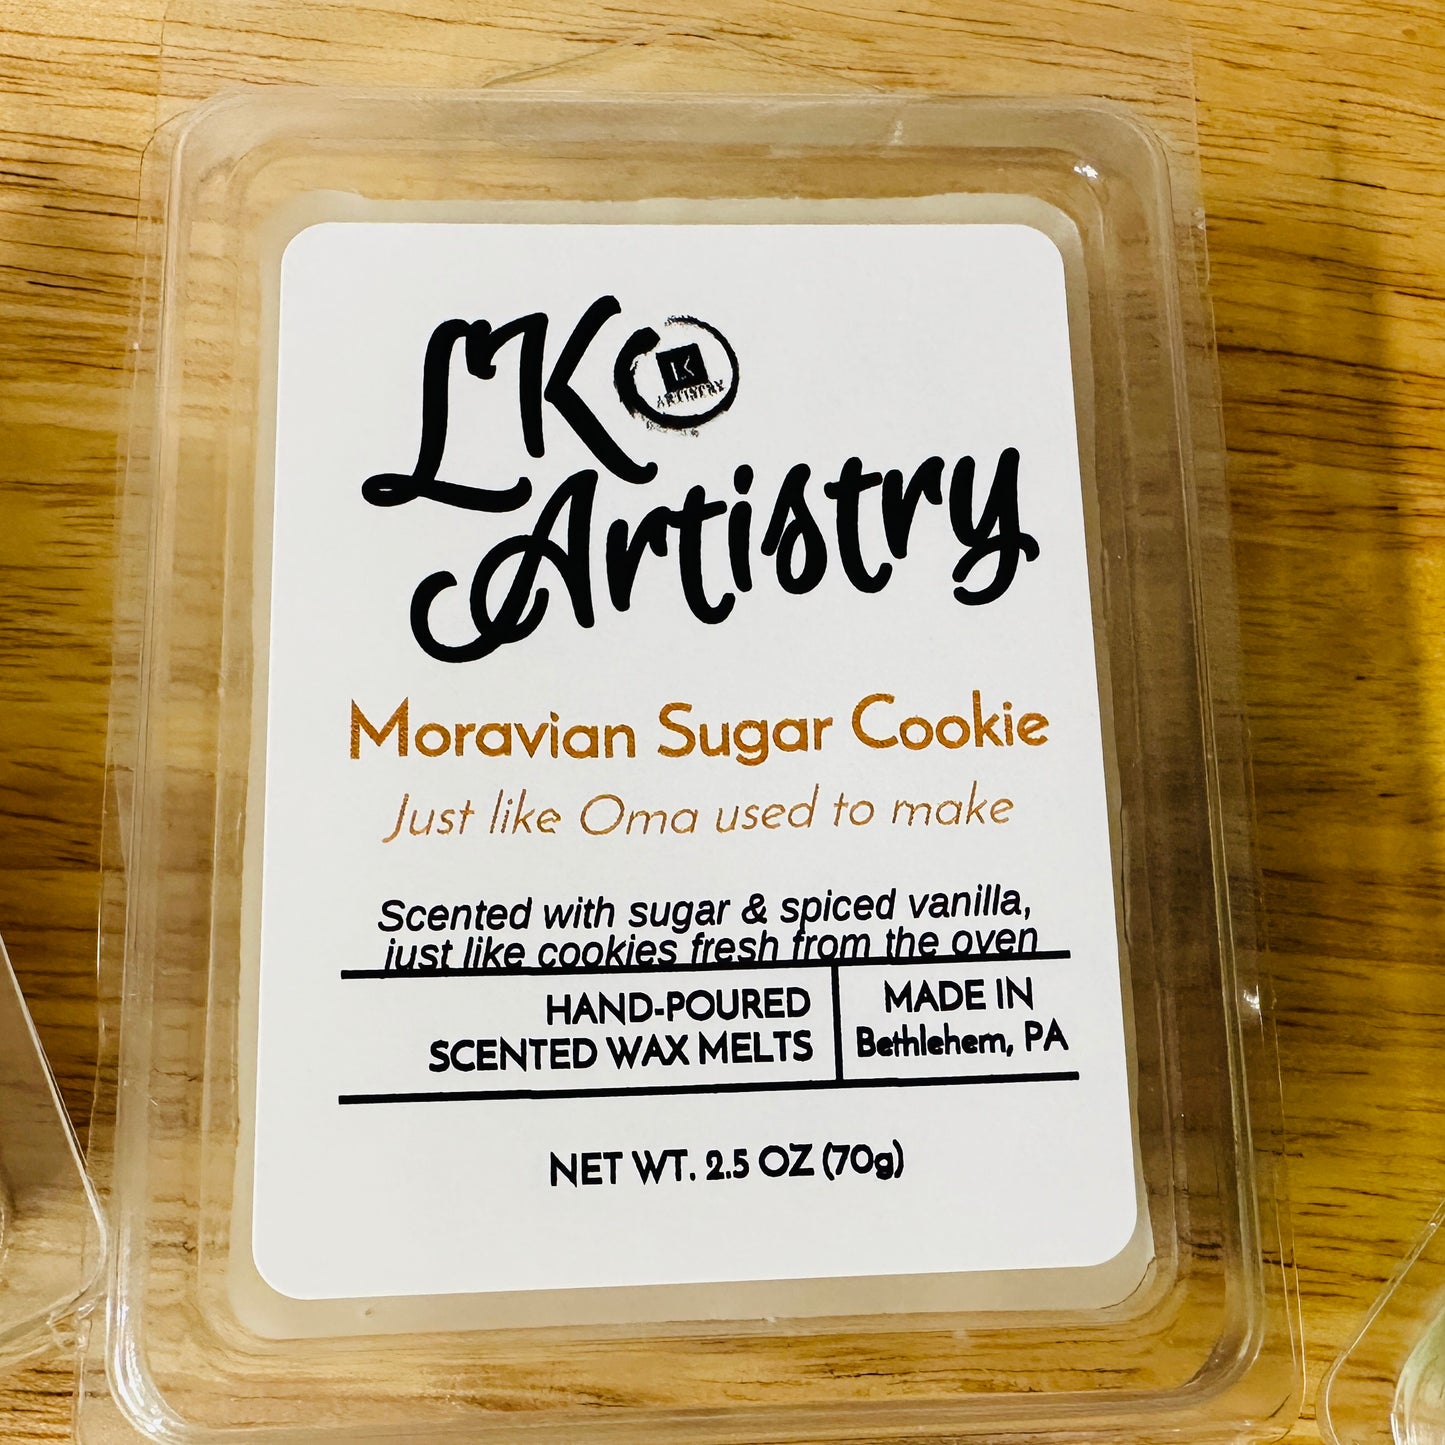 LK
LK
ARTISTRY
Artistry
Moravian Sugar Cookie
Just like Oma used to make
Scented with sugar & spiced vanilla,
just like cookies fresh from the oven
HAND-POURED
SCENTED WAX MELTS
MADE IN
Bethlehem, PA
NET WT. 2.5 OZ (70g)